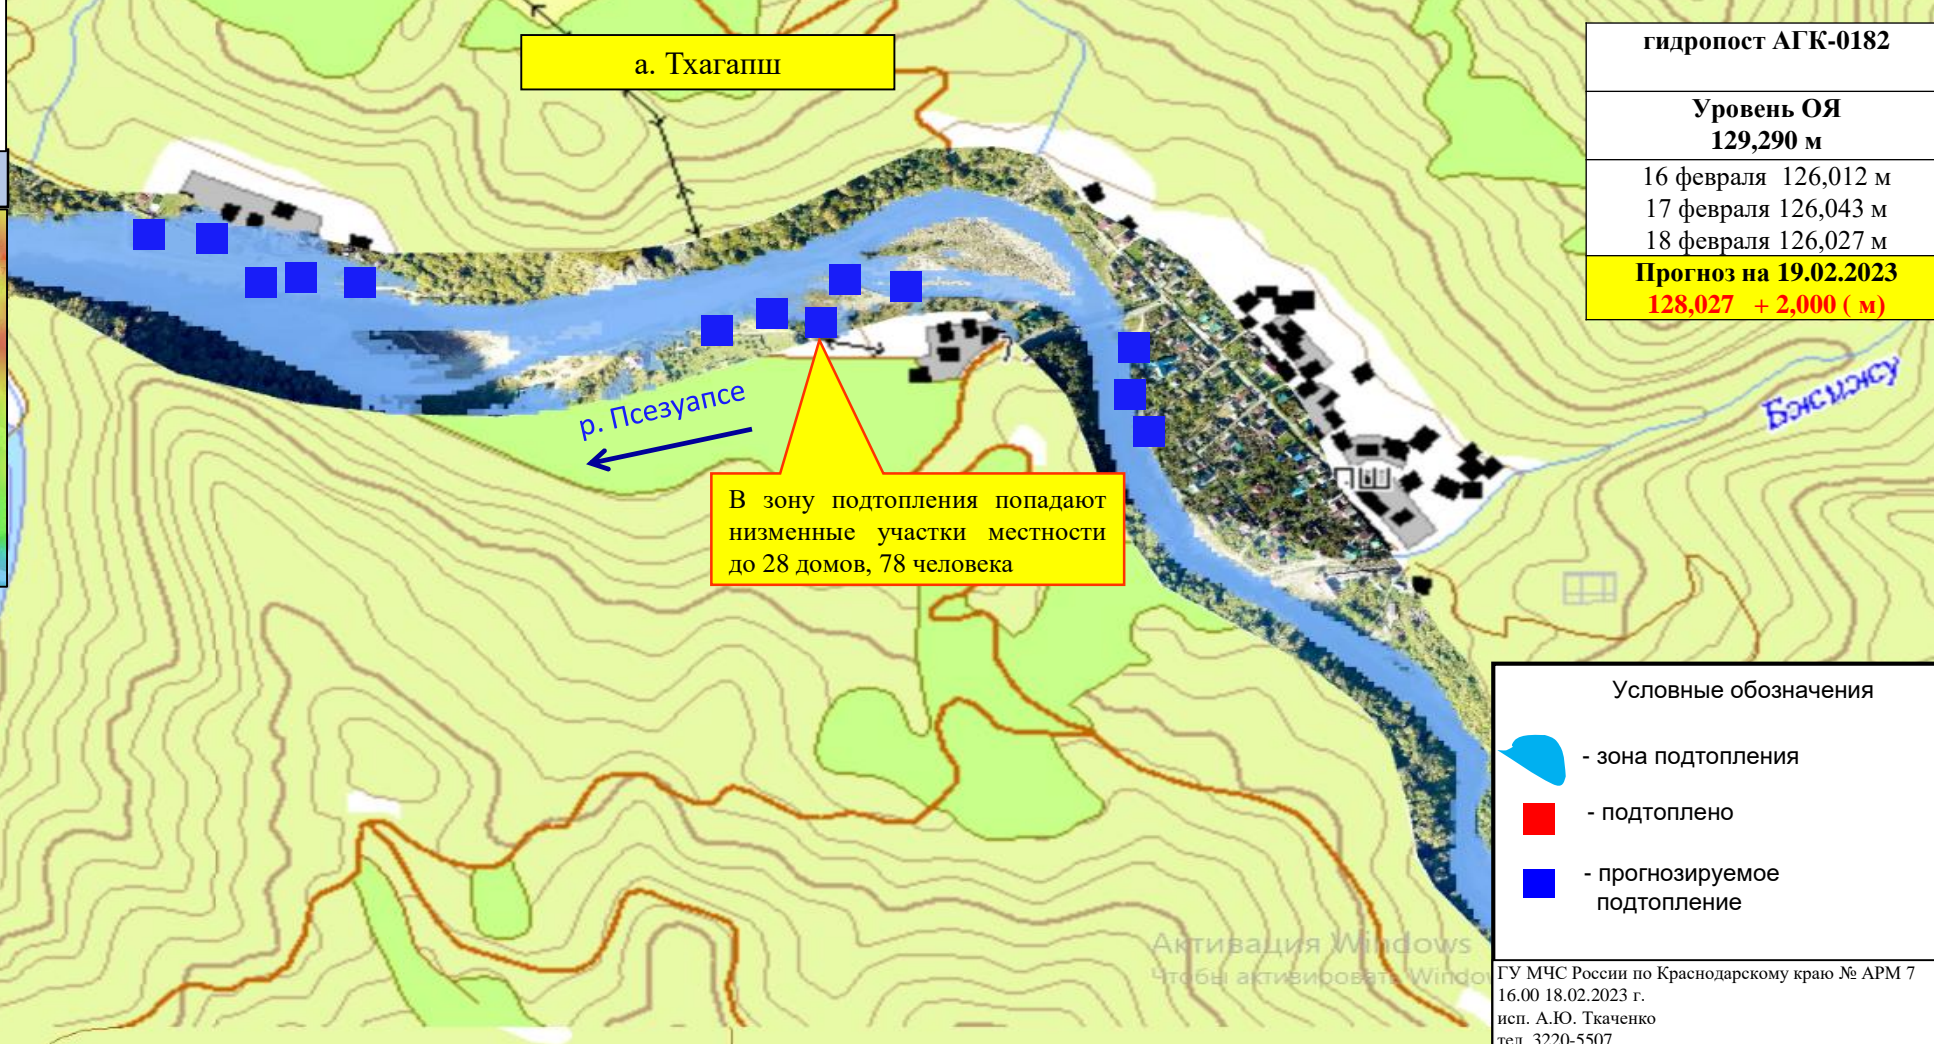 а. Тхагапш
гидропост АГК-0182
Уровень ОЯ
129,290 м
16 февраля 126,012 м
17 февраля 126,043 м
18 февраля 126,027 м
Прогноз на 19.02.2023
128,027 + 2,000 ( м)
Бжижу
р. Псезуапсе
ПШ
В зону подтопления попадают
низменные участки местности
до 28 домов, 78 человека
Условные обозначения
- зона подтопления
- подтоплено
- прогнозируемое
подтопление
Активация Windows
Чтобы активировать Window
ГУ МЧС России по Краснодарскому краю № АРМ 7
16.00 18.02.2023 г.
исп. А.Ю. Ткаченко
тел. 3220-5507